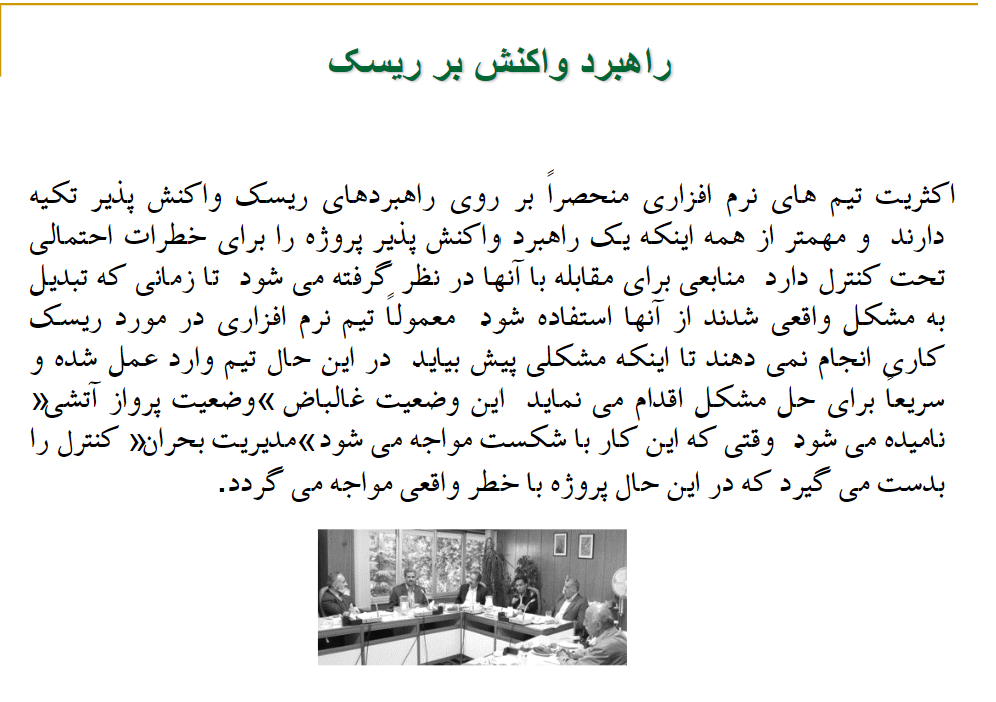 راهبرد واکنش بر ریسک
اکثریت تیم های نرم افزاری منحصراً بر روی راهبردهای ریسک واکنش پذیر تکیه
دارند و مهمتر از همه اینکه یک راهبرد واکنش پذیر پروژه را برای خطرات احتمالی
تحت کنترل دارد منابعی برای مقابله با آنها در نظر گرفته می شود تا زمانی که تبدیل
به مشکل واقعی شدند از آنها استفاده شود معمولاً تیم نرم افزاری در مورد ریسک
کاری انجام نمی دهند تا اینکه مشکلی پیش بیاید در این حال تیم وارد عمل شده و
سریعاً برای حل مشکل اقدام می نماید این وضعیت غالباض »وضعیت پرواز آتشی«
نامیده می شود وقتی که این کار با شکست مواجه می شود »مدیریت بحران« کنترل را
بدست می گیرد که در این حال پروژه با خطر واقعی مواجه می گردد.